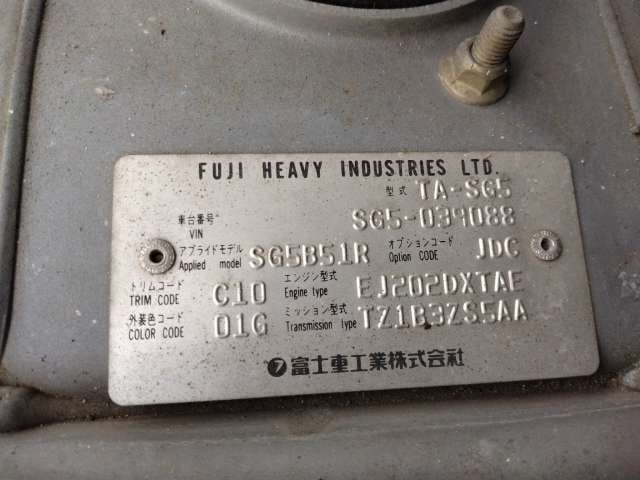 FUJI HEAVY INDUSTRIES LTD.
型式 TA-SG5
車台番号 VIN SG5-039088
アプライドモデル Applied model SG5B51R オプションコード Option CODE JDC
トリムコード TRIM CODE C10 エンジン型式 Engine type EJ202DXTAE
外装色コード COLOR CODE 01G ミッション型式 Transmission type TZ1B3ZS5AA
⑦富士重工業株式会社